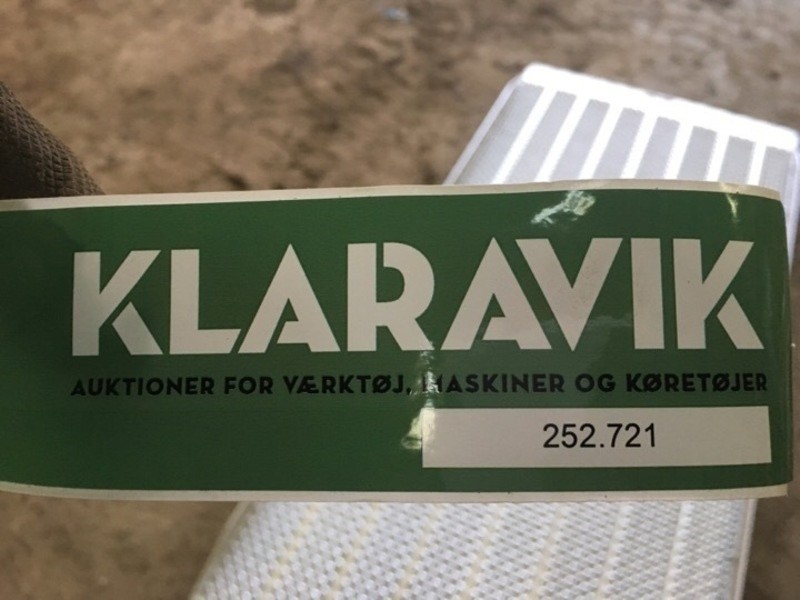 KLARAVIK
AUKTIONER FOR VÆRKTØJ, MASKINER OG KØRETØJER
252.721